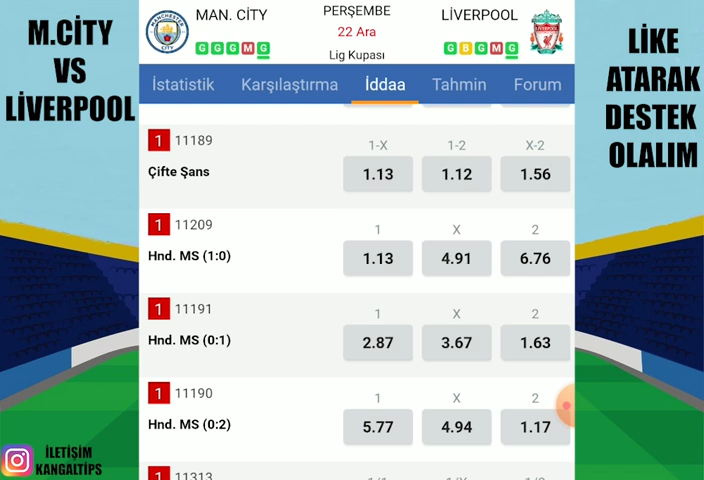 M.CİTY
VS
LİVERPOOL
MAN. CİTY
G G G M G
PERŞEMBE
22 Ara
Lig Kupası
LİVERPOOL
G B G M G
LİKE
ATARAK
DESTEK
OLALIM
İstatistik Karşılaştırma İddaa Tahmin Forum
1 11189 1-X 1-2 X-2
Çifte Şans 1.13 1.12 1.56
1 11209 1 X 2
Hnd. MS (1:0) 1.13 4.91 6.76
1 11191 1 X 2
Hnd. MS (0:1) 2.87 3.67 1.63
1 11190 1 X 2
Hnd. MS (0:2) 5.77 4.94 1.17
1 11313
İLETİŞİM
KANGALTİPS